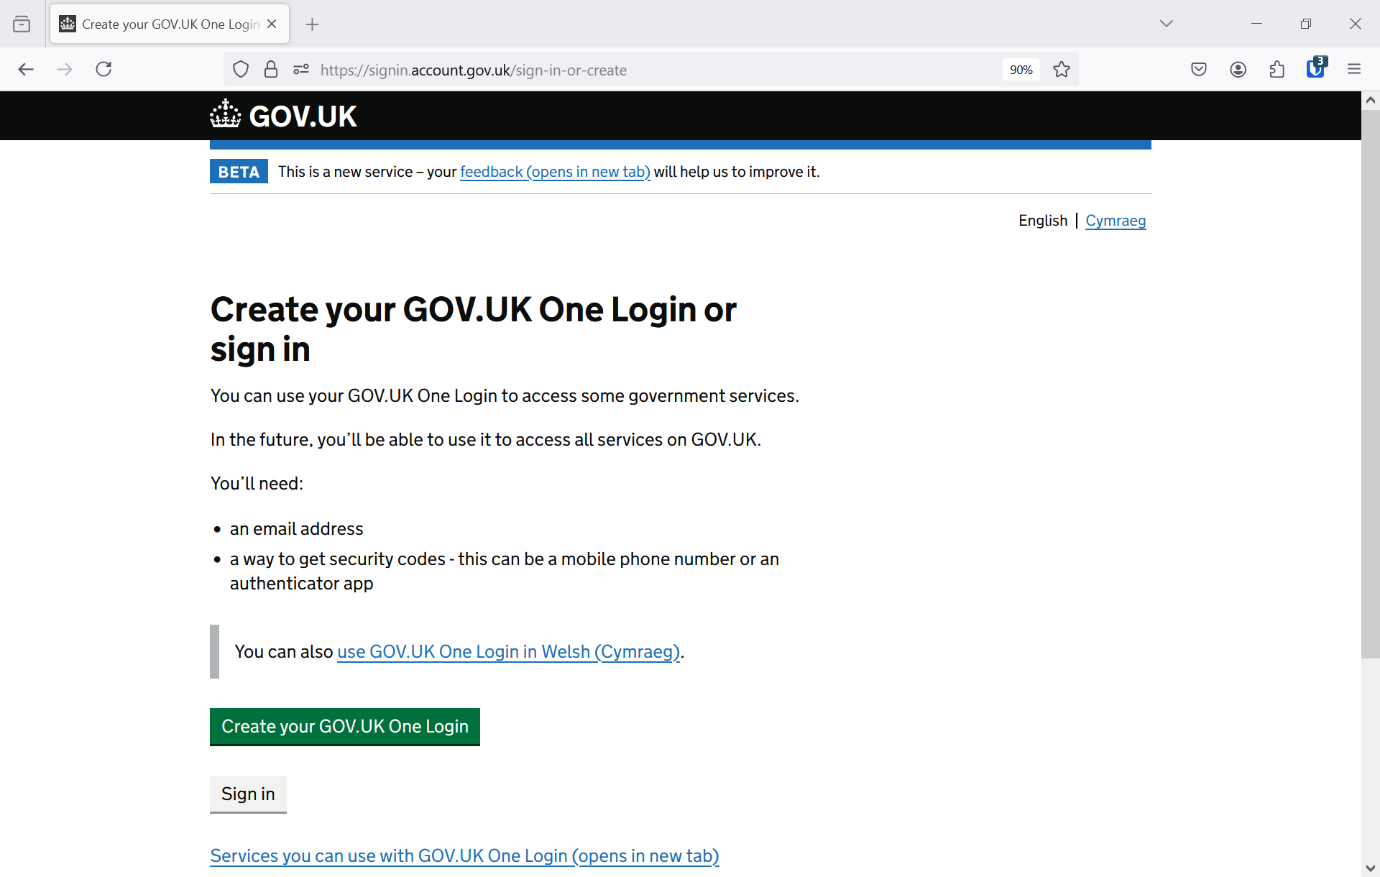 Create your GOV.UK One Login
https://signin.account.gov.uk/sign-in-or-create
90%
3
GOV.UK
BETA This is a new service – your feedback (opens in new tab) will help us to improve it.
English | Cymraeg
Create your GOV.UK One Login or
sign in
You can use your GOV.UK One Login to access some government services.
In the future, you’ll be able to use it to access all services on GOV.UK.
You’ll need:
• an email address
• a way to get security codes - this can be a mobile phone number or an
authenticator app
You can also use GOV.UK One Login in Welsh (Cymraeg).
Create your GOV.UK One Login
Sign in
Services you can use with GOV.UK One Login (opens in new tab)